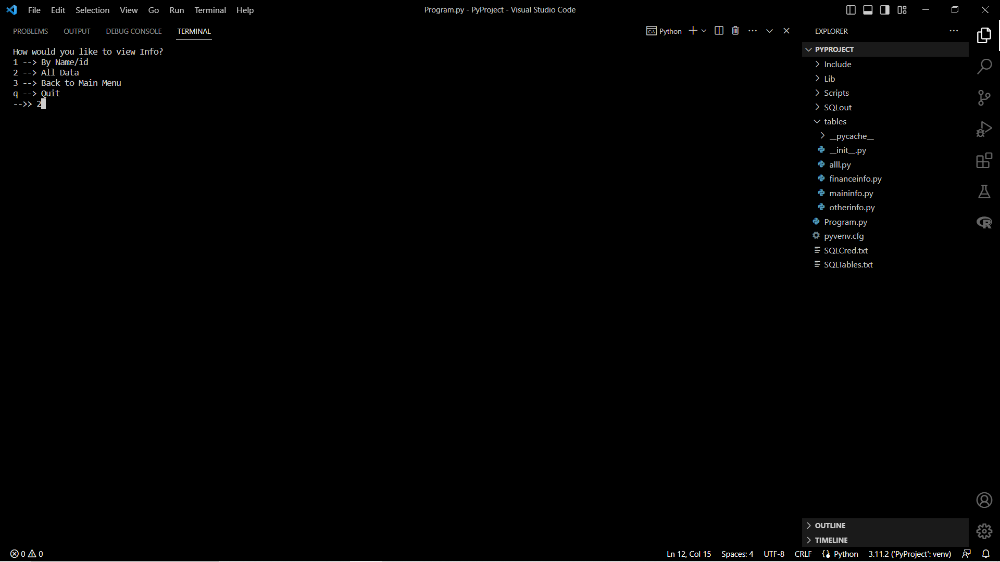 File Edit Selection View Go Run Terminal Help
Program.py - PyProject - Visual Studio Code
PROBLEMS OUTPUT DEBUG CONSOLE TERMINAL
Python
How would you like to view Info?
1 --> By Name/id
2 --> All Data
3 --> Back to Main Menu
q --> Quit
-->> 2
EXPLORER
PYPROJECT
Include
Lib
Scripts
SQLout
tables
__pycache__
__init__.py
alll.py
financeinfo.py
maininfo.py
otherinfo.py
Program.py
pyvenv.cfg
SQLCred.txt
SQLTables.txt
OUTLINE
TIMELINE
0 0
Ln 12, Col 15 Spaces: 4 UTF-8 CRLF Python 3.11.2 ('PyProject': venv)